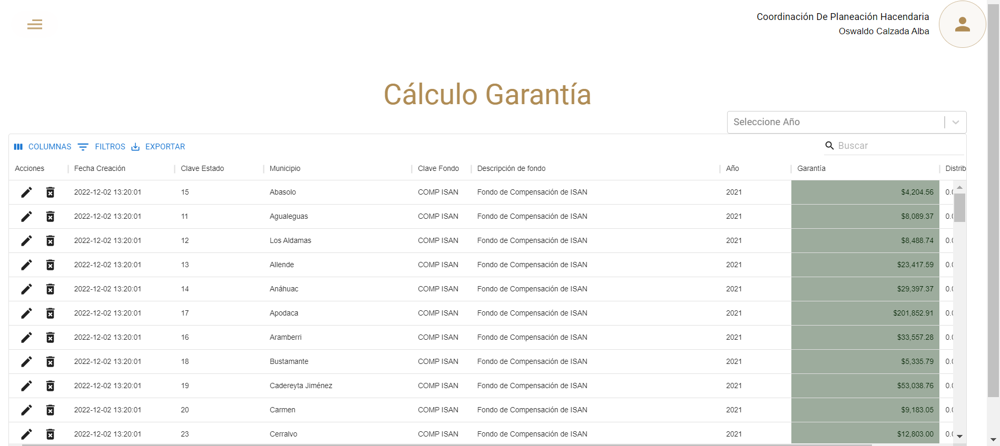 Coordinación De Planeación Hacendaria
Oswaldo Calzada Alba
Cálculo Garantía
Seleccione Año
COLUMNAS FILTROS EXPORTAR Buscar
Acciones Fecha Creación Clave Estado Municipio Clave Fondo Descripción de fondo Año Garantía
2022-12-02 13:20:01 15 Abasolo COMP ISAN Fondo de Compensación de ISAN 2021 $4,204.56
2022-12-02 13:20:01 11 Agualeguas COMP ISAN Fondo de Compensación de ISAN 2021 $8,089.37
2022-12-02 13:20:01 12 Los Aldamas COMP ISAN Fondo de Compensación de ISAN 2021 $8,488.74
2022-12-02 13:20:01 13 Allende COMP ISAN Fondo de Compensación de ISAN 2021 $23,417.59
2022-12-02 13:20:01 14 Anáhuac COMP ISAN Fondo de Compensación de ISAN 2021 $29,397.37
2022-12-02 13:20:01 17 Apodaca COMP ISAN Fondo de Compensación de ISAN 2021 $201,852.91
2022-12-02 13:20:01 16 Aramberri COMP ISAN Fondo de Compensación de ISAN 2021 $33,557.28
2022-12-02 13:20:01 18 Bustamante COMP ISAN Fondo de Compensación de ISAN 2021 $5,335.79
2022-12-02 13:20:01 19 Cadereyta Jiménez COMP ISAN Fondo de Compensación de ISAN 2021 $53,038.76
2022-12-02 13:20:01 20 Carmen COMP ISAN Fondo de Compensación de ISAN 2021 $9,183.05
2022-12-02 13:20:01 23 Cerralvo COMP ISAN Fondo de Compensación de ISAN 2021 $12,803.00